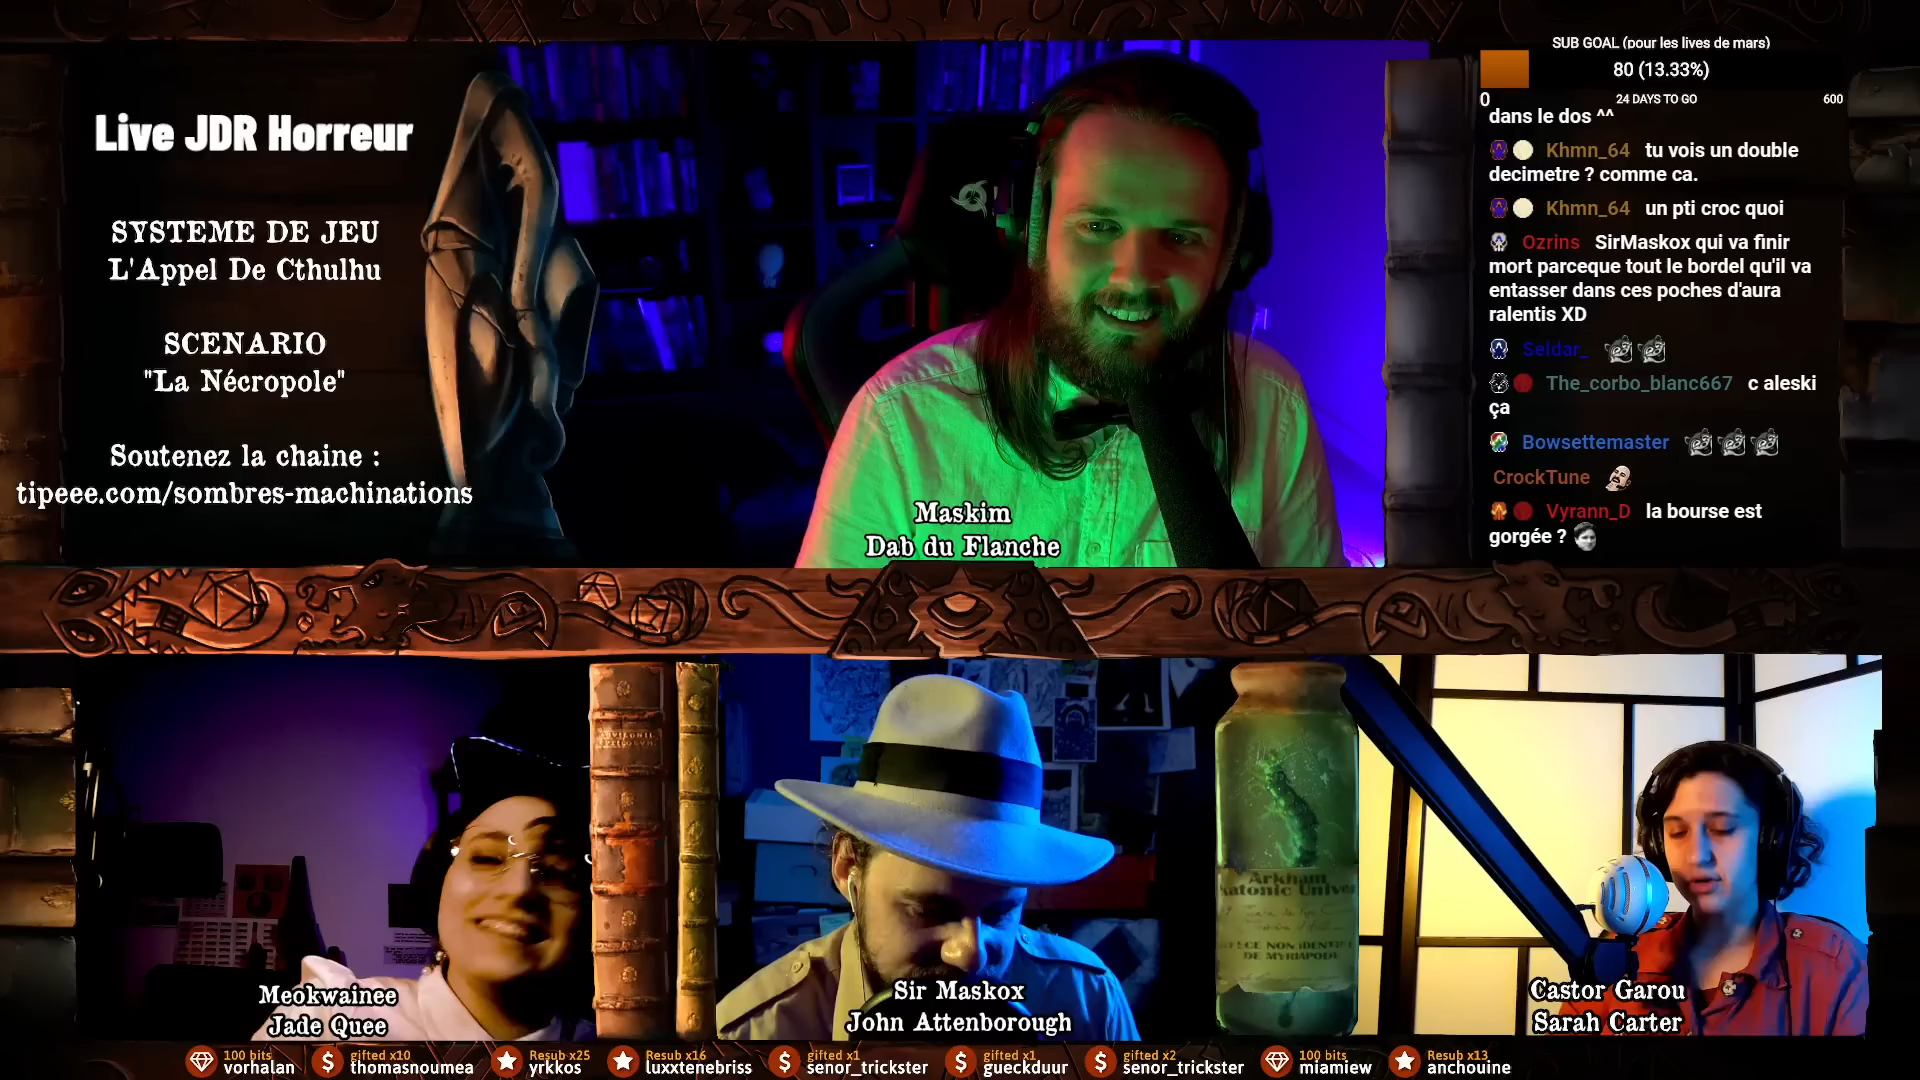 Live JDR Horreur
SYSTEME DE JEU
L'Appel De Cthulhu
SCENARIO
"La Nécropole"
Soutenez la chaine :
tipeee.com/sombres-machinations
Maskim
Dab du Flanche
SUB GOAL (pour les lives de mars)
80 (13.33%)
0
24 DAYS TO GO
600
dans le dos ^^
Khmn_64 tu vois un double
decimetre ? comme ca.
Khmn_64 un pti croc quoi
Ozrins SirMaskox qui va finir
mort parceque tout le bordel qu'il va
entasser dans ces poches d'aura
ralentis XD
Seldar_
The_corbo_blanc667 c aleski
ça
Bowsettemaster
CrockTune
Vyrann_D la bourse est
gorgée ?
Meokwainee
Jade Quee
Sir Maskox
John Attenborough
Arkham
katonic Univer
DE MYRIAPODE
Castor Garou
Sarah Carter
100 bits
vorhalan
gifted x10
thomasnoumea
Resub x25
yrkkos
Resub x16
luxxtenebriss
gifted x1
senor_trickster
gifted x1
gueckduur
gifted x2
senor_trickster
100 bits
miamiew
Resub x13
anchouine